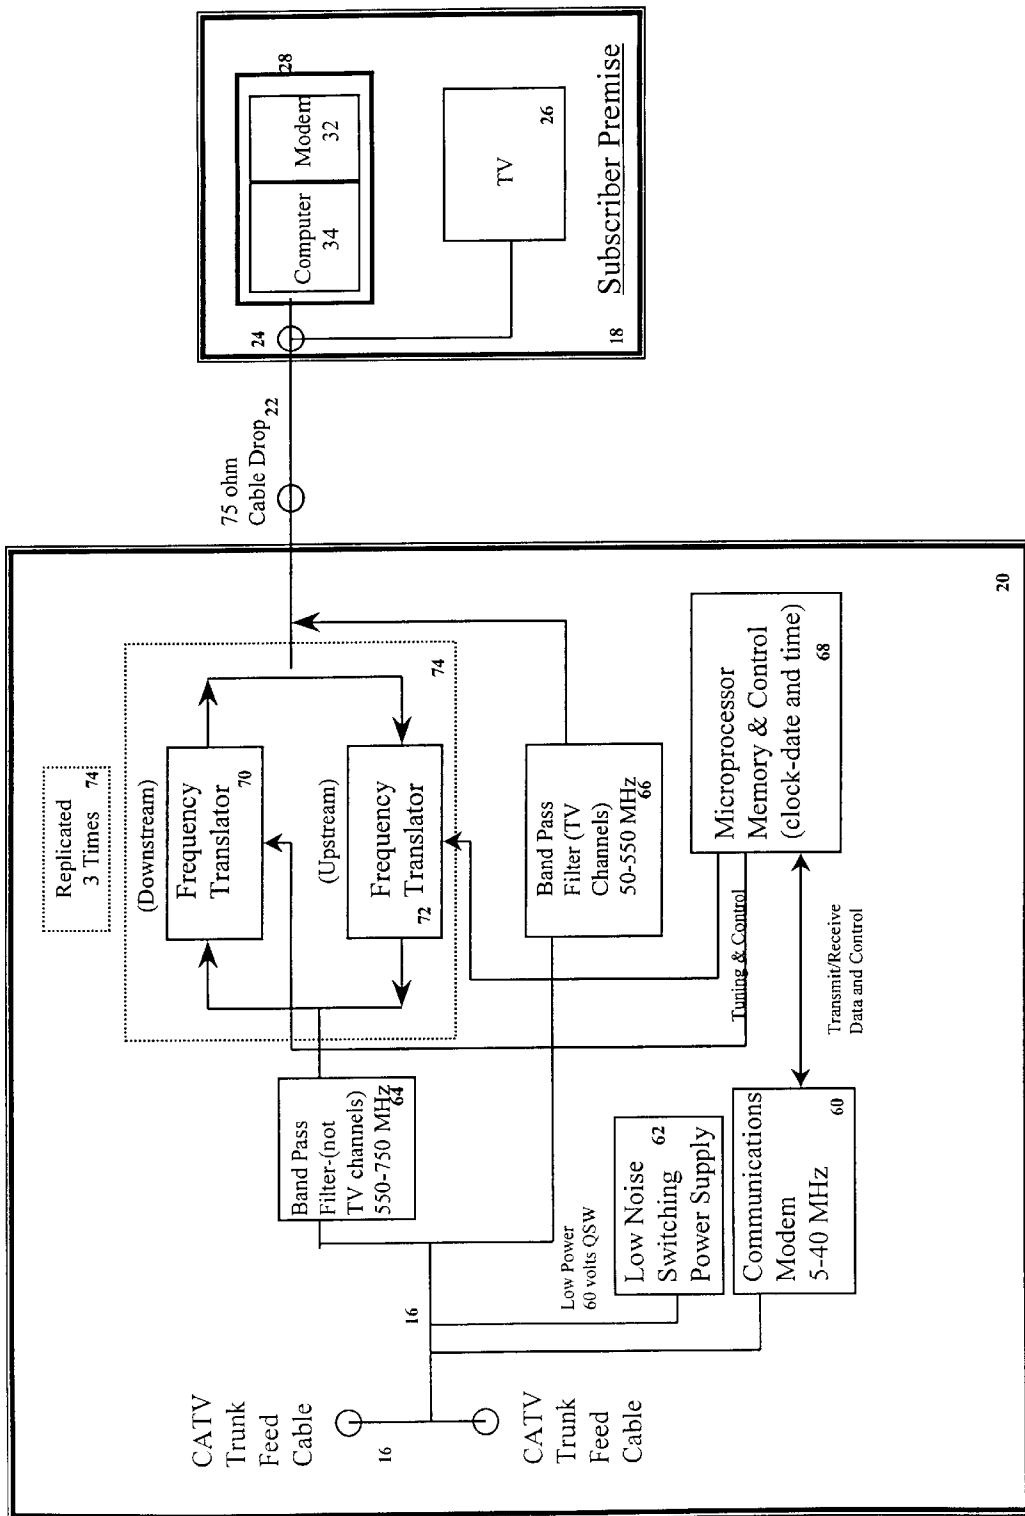 CATV
Trunk
Feed
Cable
16
CATV
Trunk
Feed
Cable
16
Low Power
60 volts QSW
Low Noise
Switching
Power Supply
62
Communications
Modem
5-40 MHz
60
Band Pass
Filter-(not
TV channels)
550-750 MHz
64
Replicated
3 Times
74
(Downstream)
Frequency
Translator
70
(Upstream)
Frequency
Translator
72
74
Band Pass
Filter (TV
Channels)
50-550 MHz
66
Tuning & Control
Transmit/Receive
Data and Control
Microprocessor
Memory & Control
(clock-date and time)
68
20
75 ohm
Cable Drop
22
24
28
Computer
34
Modem
32
TV
26
Subscriber Premise
18